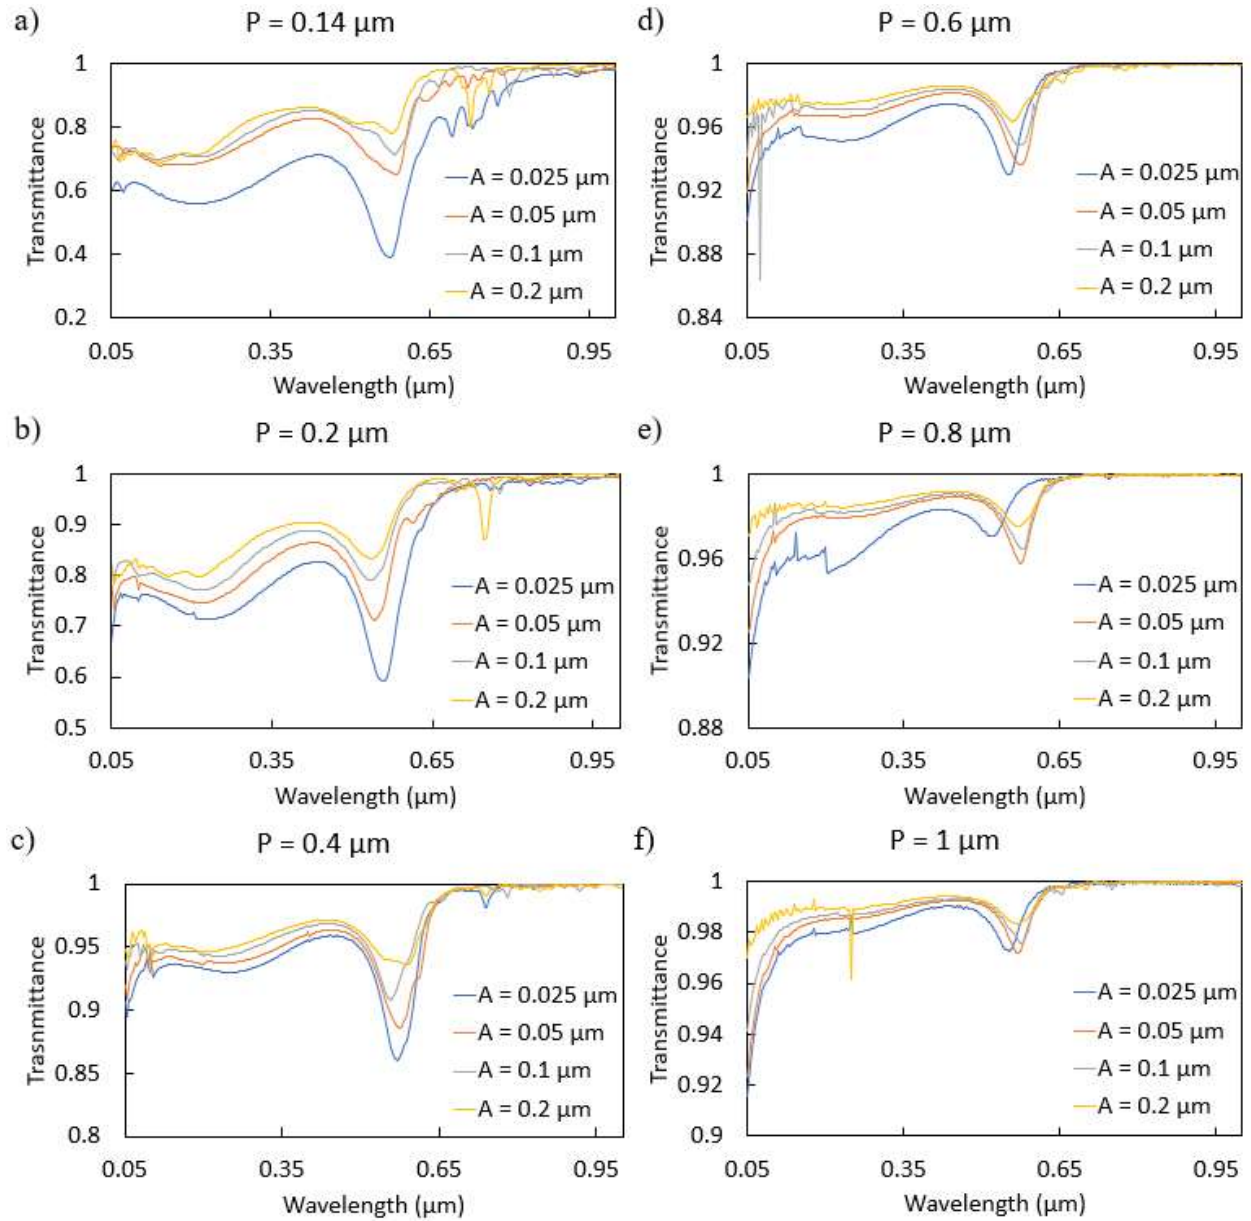 a)
P = 0.14 µm
1
0.8
0.6
0.4
0.2
Transmittance
A = 0.025 µm
A = 0.05 µm
A = 0.1 µm
A = 0.2 µm
0.05 0.35 0.65 0.95
Wavelength (µm)
b)
P = 0.2 µm
1
0.9
0.8
0.7
0.6
0.5
Transmittance
A = 0.025 µm
A = 0.05 µm
A = 0.1 µm
A = 0.2 µm
0.05 0.35 0.65 0.95
Wavelength (µm)
c)
P = 0.4 µm
1
0.95
0.9
0.85
0.8
Trasnmittance
A = 0.025 µm
A = 0.05 µm
A = 0.1 µm
A = 0.2 µm
0.05 0.35 0.65 0.95
Wavelength (µm)
d)
P = 0.6 µm
1
0.96
0.92
0.88
0.84
Transmittance
A = 0.025 µm
A = 0.05 µm
A = 0.1 µm
A = 0.2 µm
0.05 0.35 0.65 0.95
Wavelength (µm)
e)
P = 0.8 µm
1
0.96
0.92
0.88
Transmittance
A = 0.025 µm
A = 0.05 µm
A = 0.1 µm
A = 0.2 µm
0.05 0.35 0.65 0.95
Wavelength (µm)
f)
P = 1 µm
1
0.98
0.96
0.94
0.92
0.9
Transmittance
A = 0.025 µm
A = 0.05 µm
A = 0.1 µm
A = 0.2 µm
0.05 0.35 0.65 0.95
Wavelength (µm)